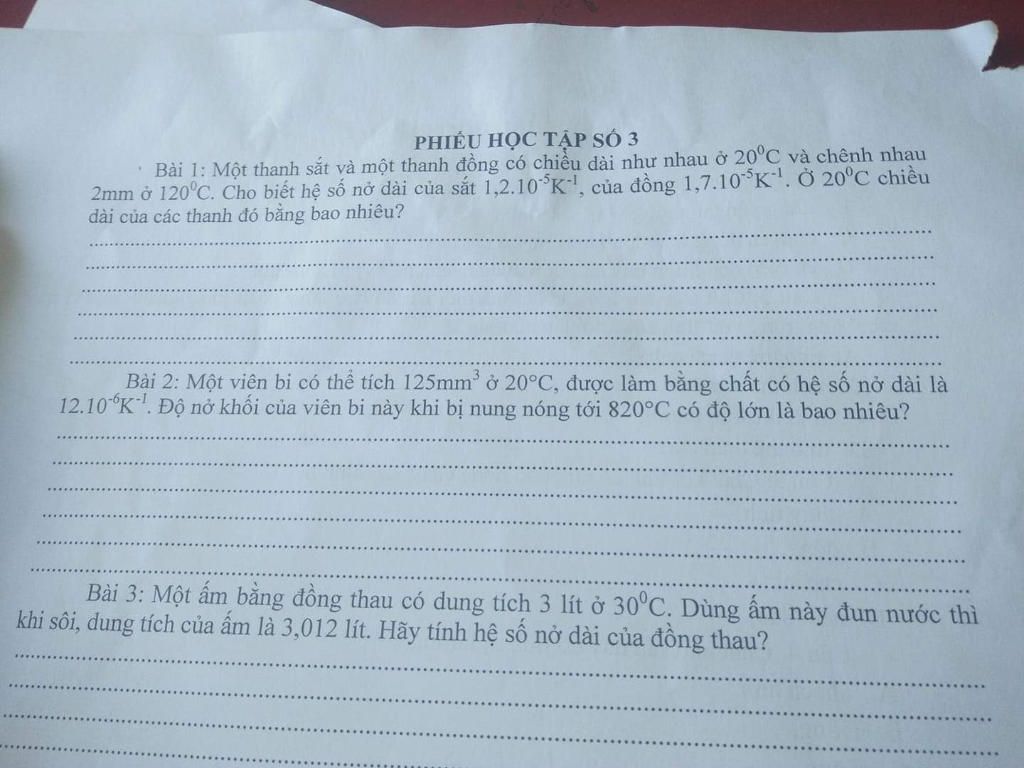 PHIẾU HỌC TẬP SỐ 3
Bài 1: Một thanh sắt và một thanh đồng có chiều dài như nhau ở 20⁰C và chênh nhau
2mm ở 120⁰C. Cho biết hệ số nở dài của sắt 1,2.10⁻⁵K⁻¹, của đồng 1,7.10⁻⁵K⁻¹. Ở 20⁰C chiều
dài của các thanh đó bằng bao nhiêu?
Bài 2: Một viên bi có thể tích 125mm³ ở 20°C, được làm bằng chất có hệ số nở dài là
12.10⁻⁶K⁻¹. Độ nở khối của viên bi này khi bị nung nóng tới 820°C có độ lớn là bao nhiêu?
Bài 3: Một ấm bằng đồng thau có dung tích 3 lít ở 30⁰C. Dùng ấm này đun nước thì
khi sôi, dung tích của ấm là 3,012 lít. Hãy tính hệ số nở dài của đồng thau?